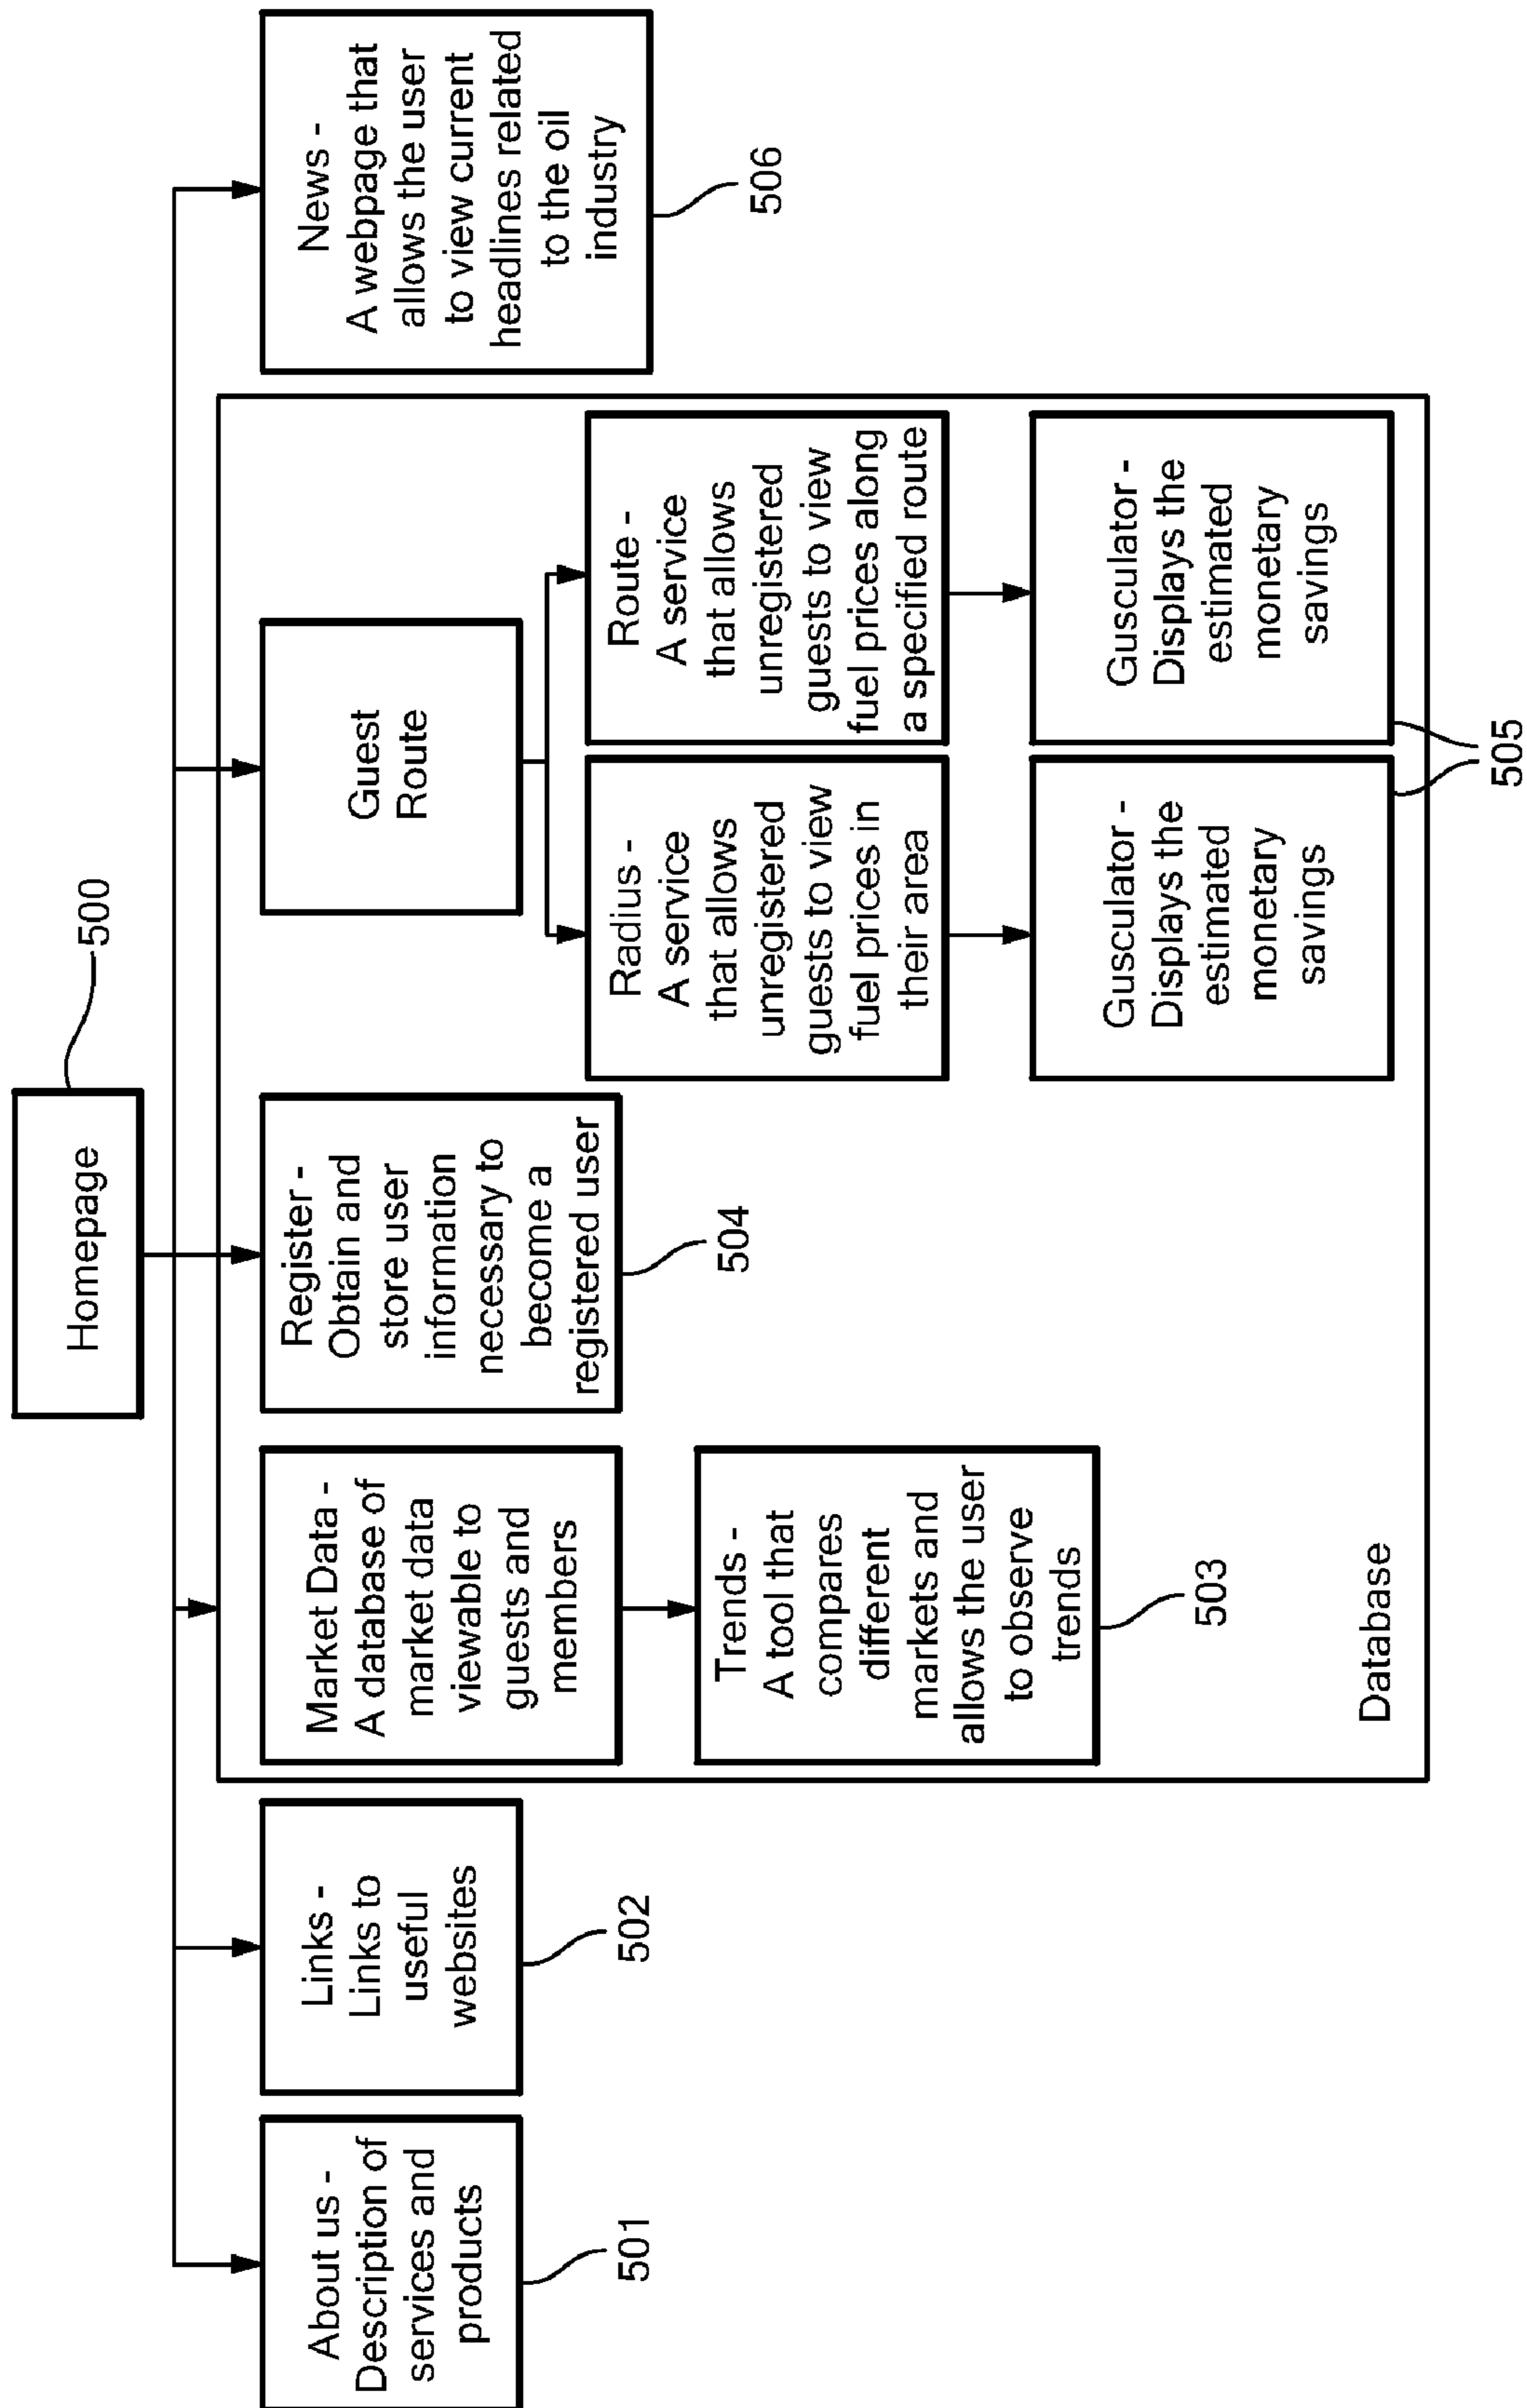 Homepage
500
About us -
Description of
services and
products
501
Links -
Links to
useful
websites
502
Market Data -
A database of
market data
viewable to
guests and
members
Trends -
A tool that
compares
different
markets and
allows the user
to observe
trends
503
Register -
Obtain and
store user
information
necessary to
become a
registered user
504
Guest
Route
Radius -
A service
that allows
unregistered
guests to view
fuel prices in
their area
Route -
A service
that allows
unregistered
guests to view
fuel prices along
a specified route
Gusculator -
Displays the
estimated
monetary
savings
Gusculator -
Displays the
estimated
monetary
savings
505
Database
News -
A webpage that
allows the user
to view current
headlines related
to the oil
industry
506